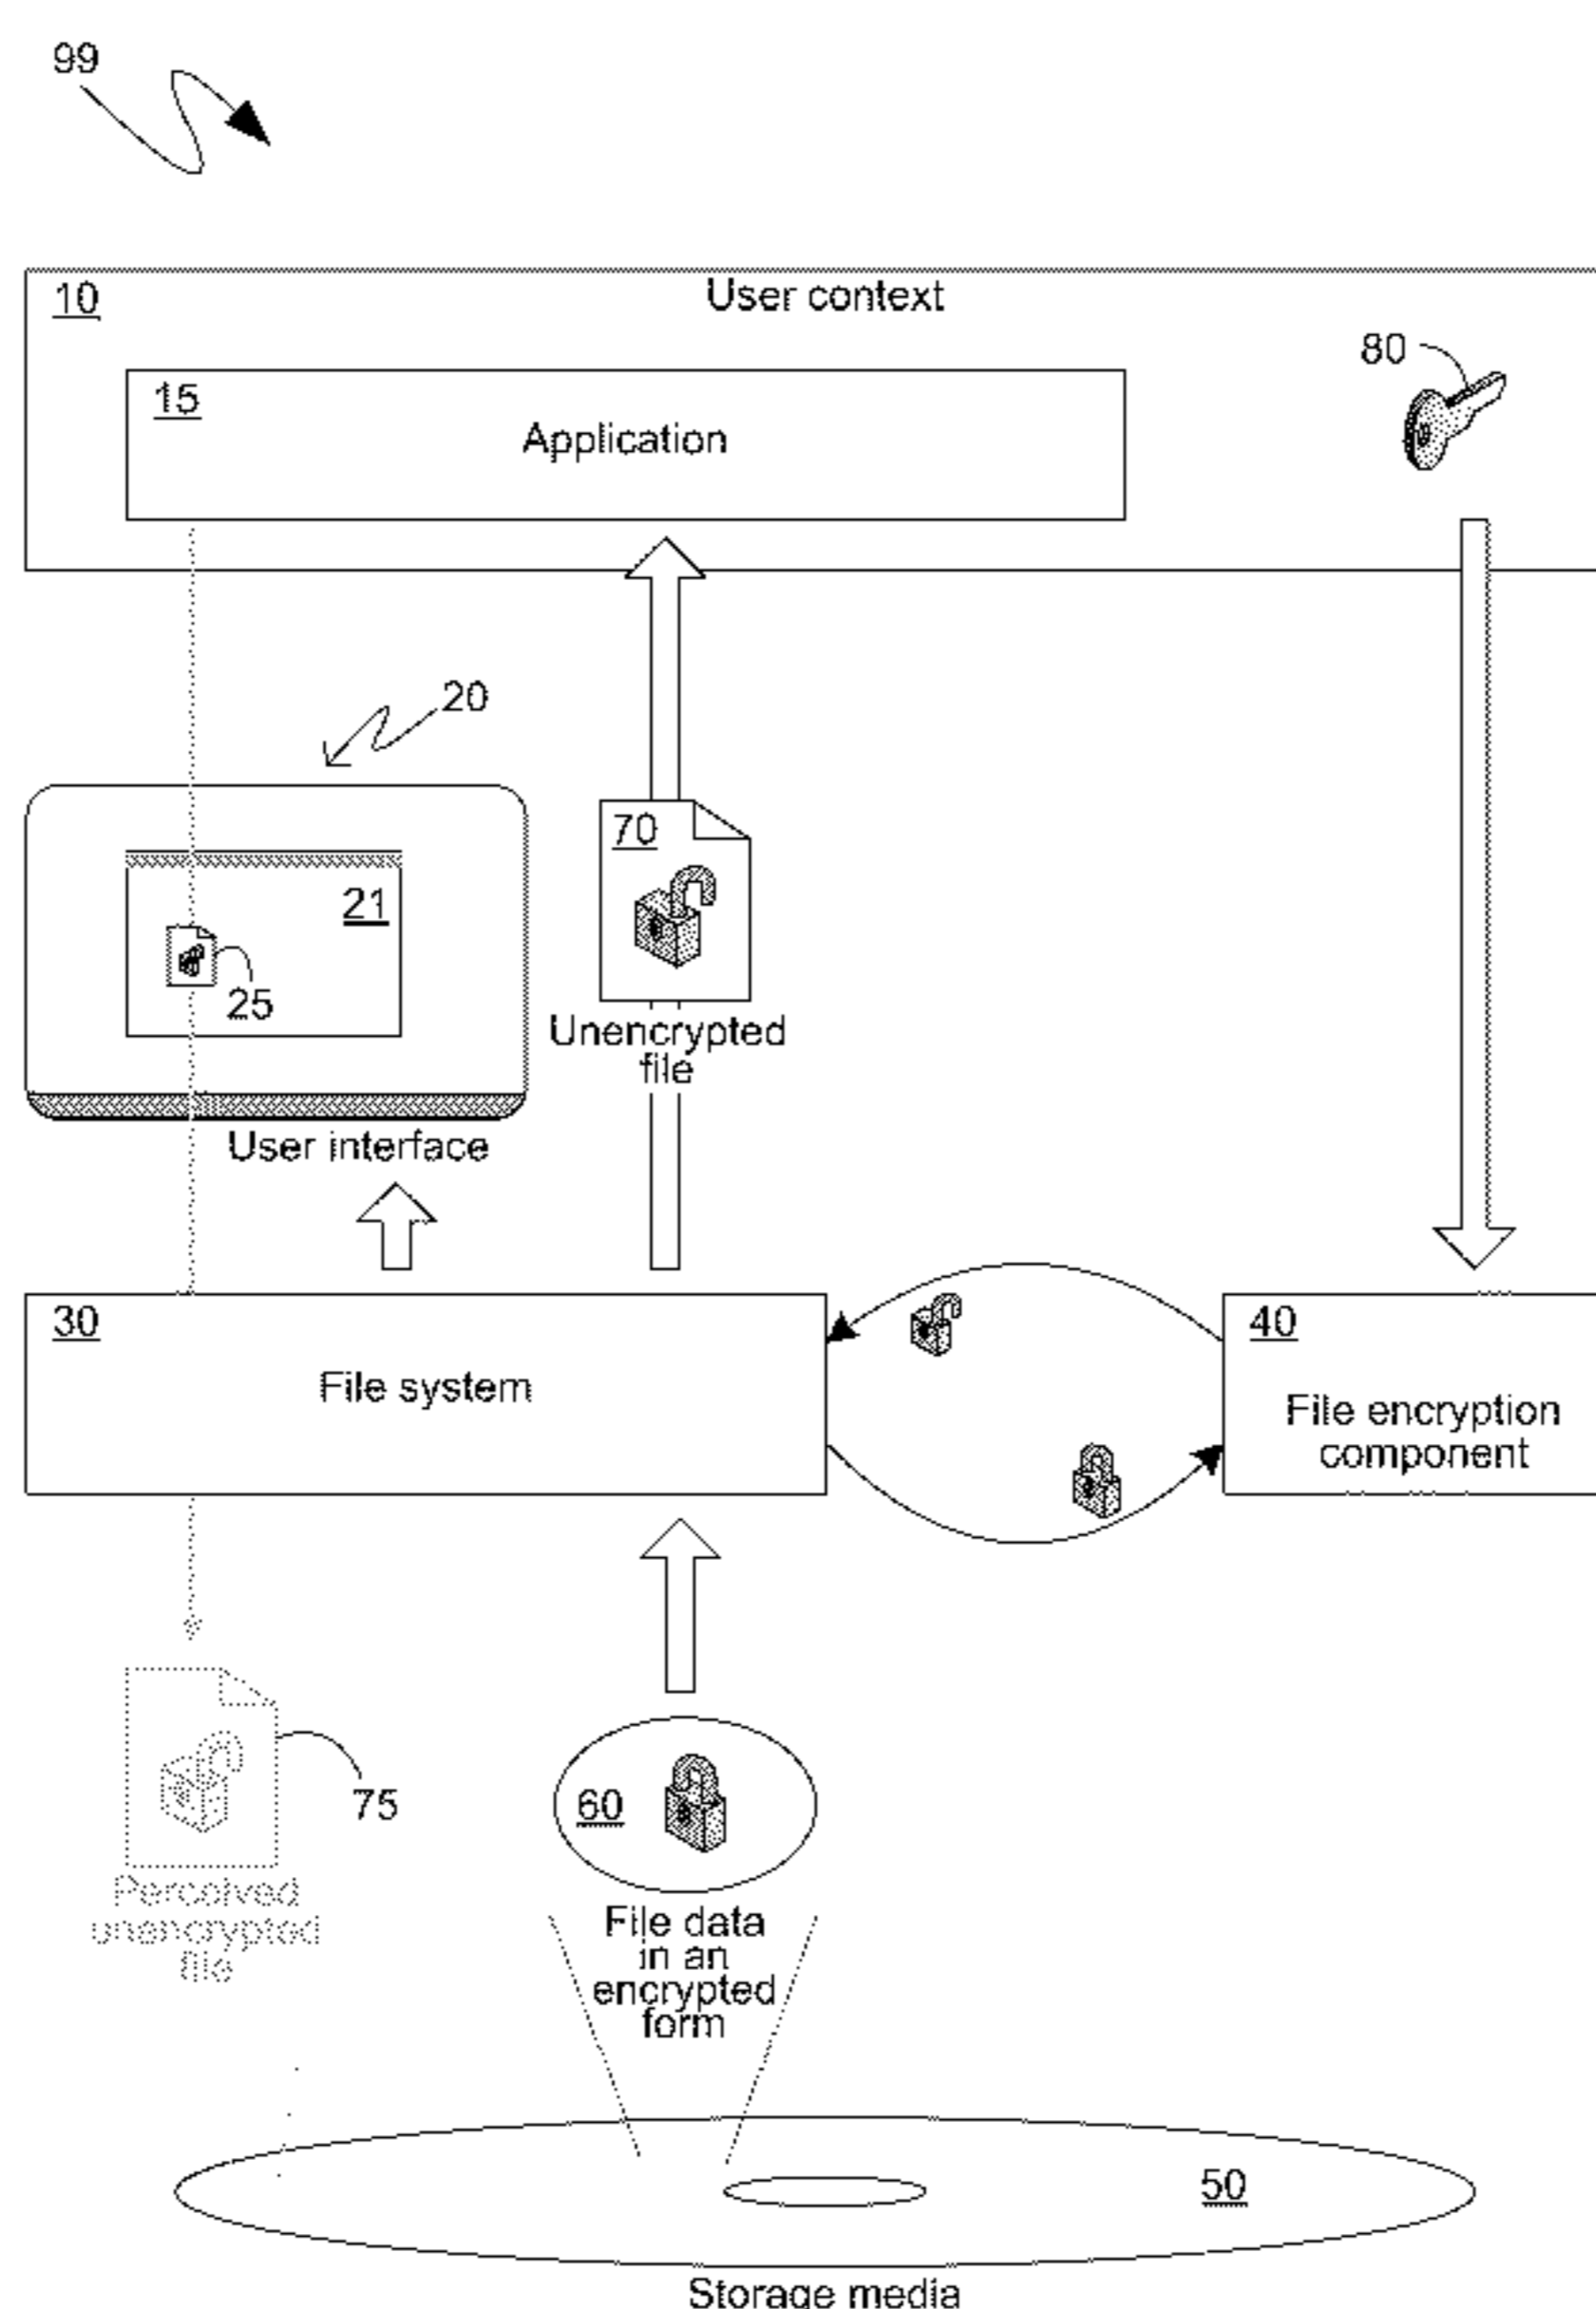 99
10
User context
15
Application
80
20
21
25
70
Unencrypted
file
User interface
30
File system
40
File encryption
component
75
Perceived
unencrypted
file
60
File data
in an
encrypted
form
50
Storage media